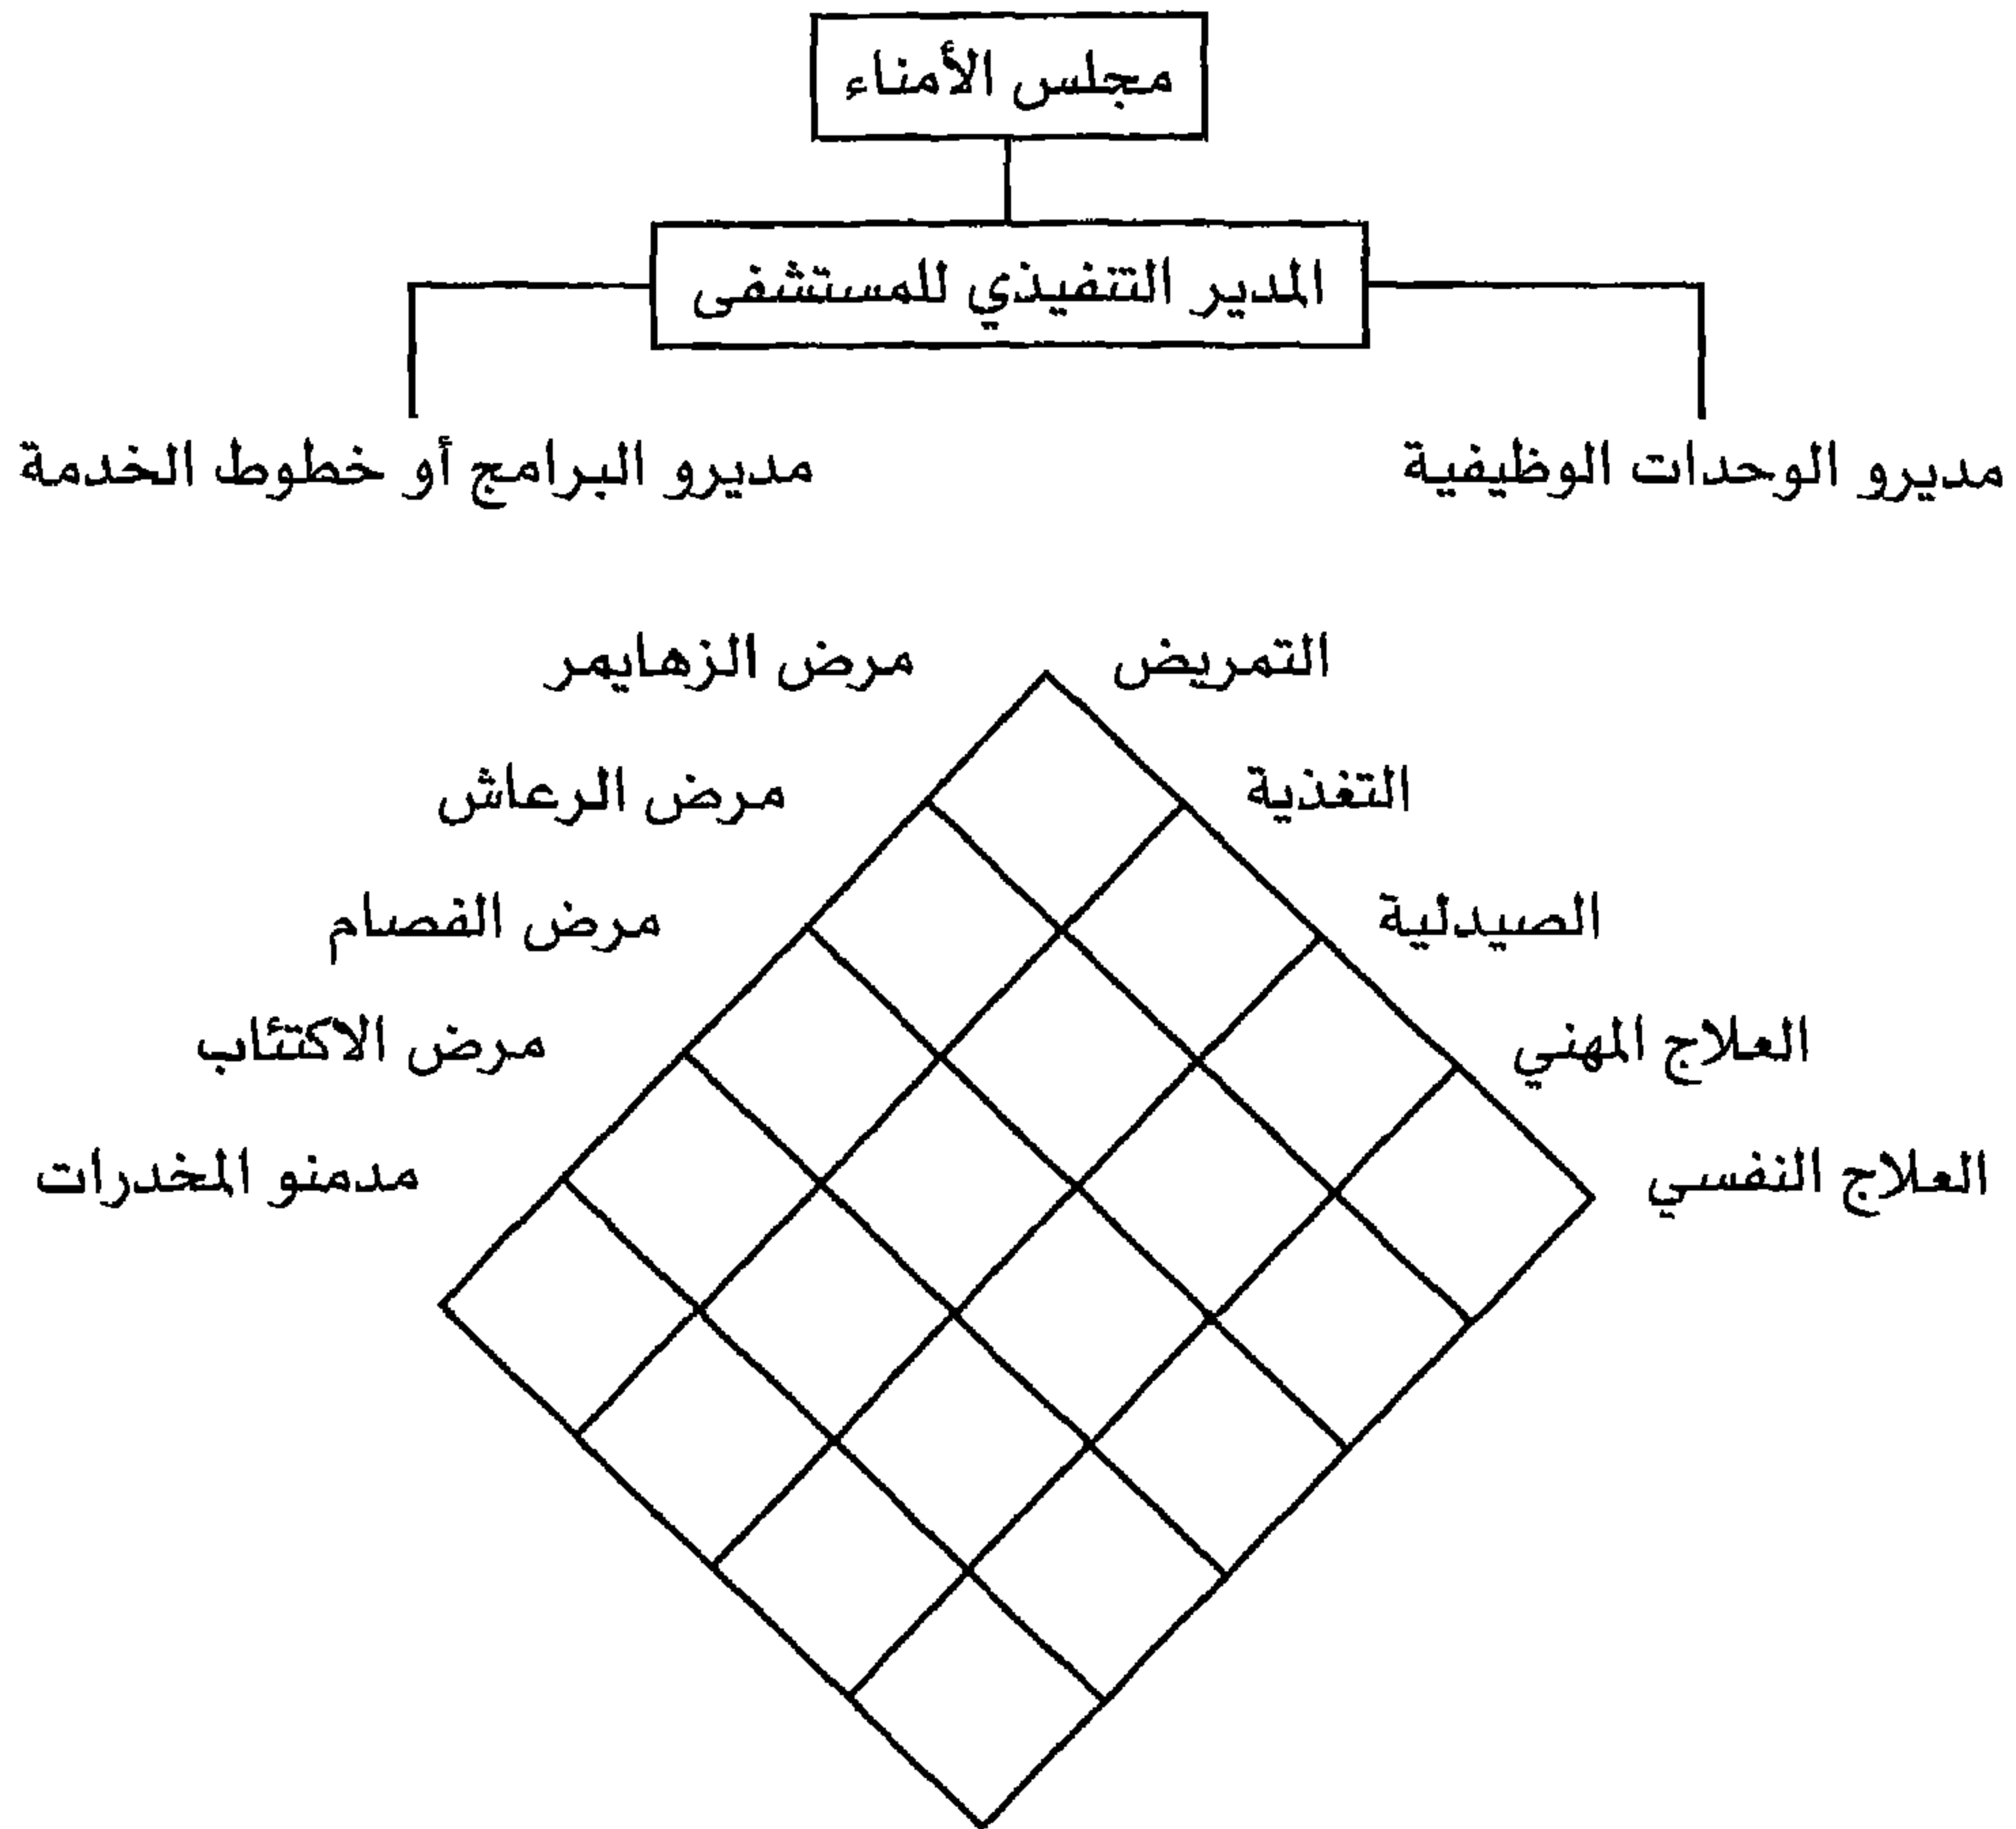 مجلس الأمناء
المدير التنفيذي للمستشفى
مديرو الوحدات الوظيفية
مديرو البرامج أو خطوط الخدمة
التمريض
مرض الزهايمر
التغذية
مرض الرعاش
الصيدلية
مرض الفصام
العلاج المهني
مرض الاكتئاب
العلاج النفسي
مدمنو المخدرات